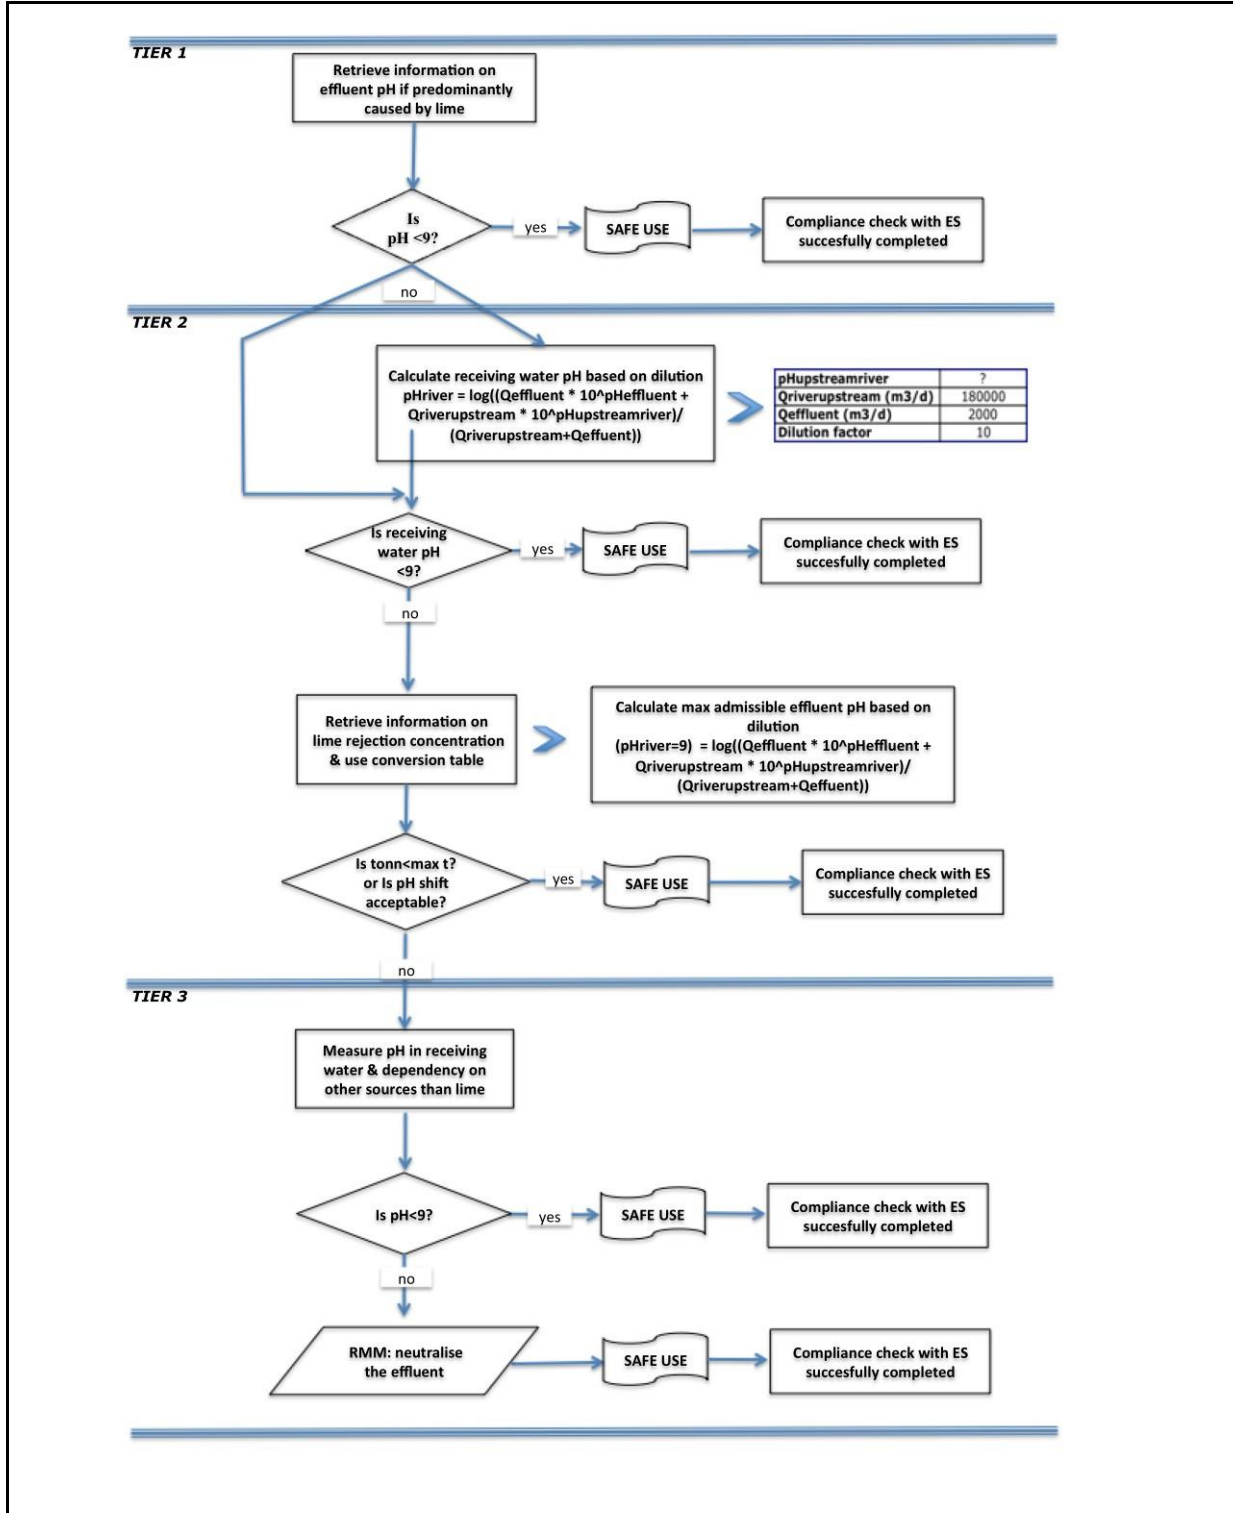 TIER 1
Retrieve information on
effluent pH if predominantly
caused by lime
Is
pH <9?
yes
SAFE USE
Compliance check with ES
succesfully completed
no
TIER 2
Calculate receiving water pH based on dilution
pHriver = log((Qeffluent * 10^pHeffluent +
Qriverupstream * 10^pHupstreamriver)/
(Qriverupstream+Qeffuent))
pHupstreamriver ?
Qriverupstream (m3/d) 180000
Qeffluent (m3/d) 2000
Dilution factor 10
Is receiving
water pH
<9?
yes
SAFE USE
Compliance check with ES
succesfully completed
no
Retrieve information on
lime rejection concentration
& use conversion table
Calculate max admissible effluent pH based on
dilution
(pHriver=9) = log((Qeffluent * 10^pHeffluent +
Qriverupstream * 10^pHupstreamriver)/
(Qriverupstream+Qeffuent))
Is tonn<max t?
or Is pH shift
acceptable?
yes
SAFE USE
Compliance check with ES
succesfully completed
no
TIER 3
Measure pH in receiving
water & dependency on
other sources than lime
Is pH<9?
yes
SAFE USE
Compliance check with ES
succesfully completed
no
RMM: neutralise
the effluent
SAFE USE
Compliance check with ES
succesfully completed